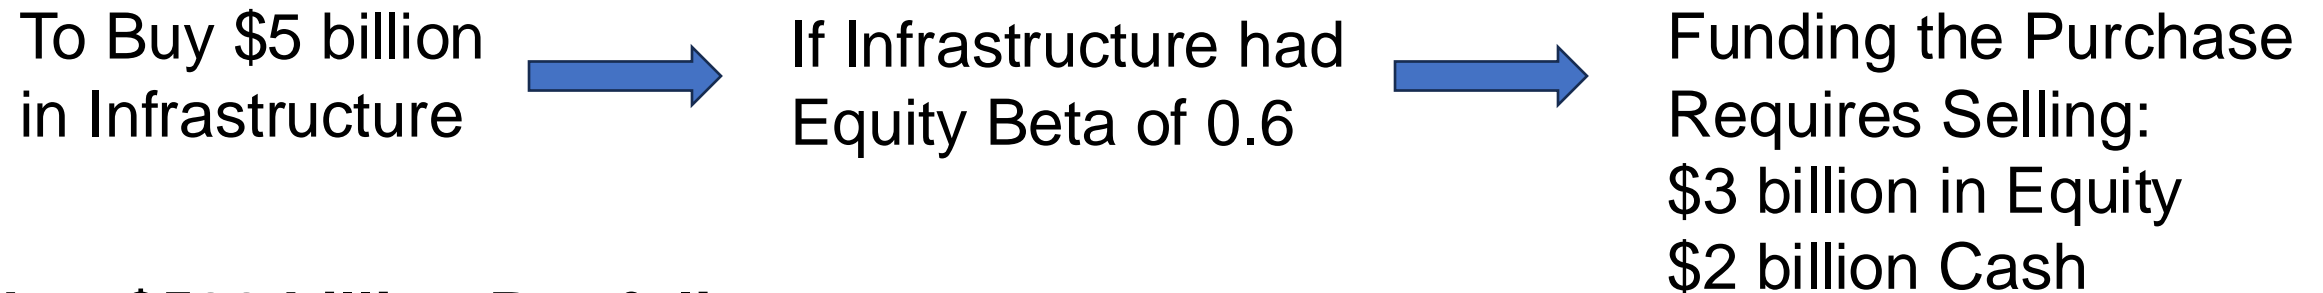 To Buy $5 billion
in Infrastructure
If Infrastructure had
Equity Beta of 0.6
Funding the Purchase
Requires Selling:
$3 billion in Equity
$2 billion Cash